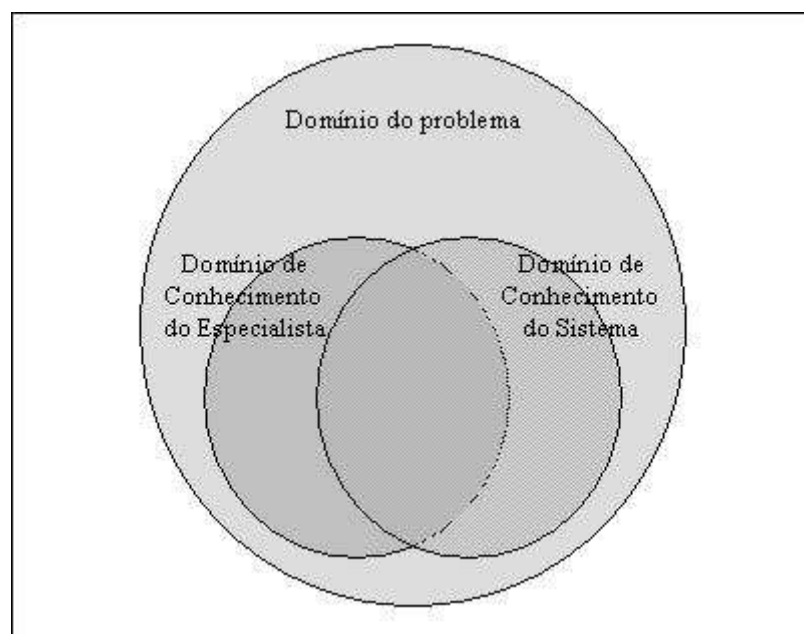 Domínio do problema
Domínio de
Conhecimento
do Especialista
Domínio de
Conhecimento
do Sistema